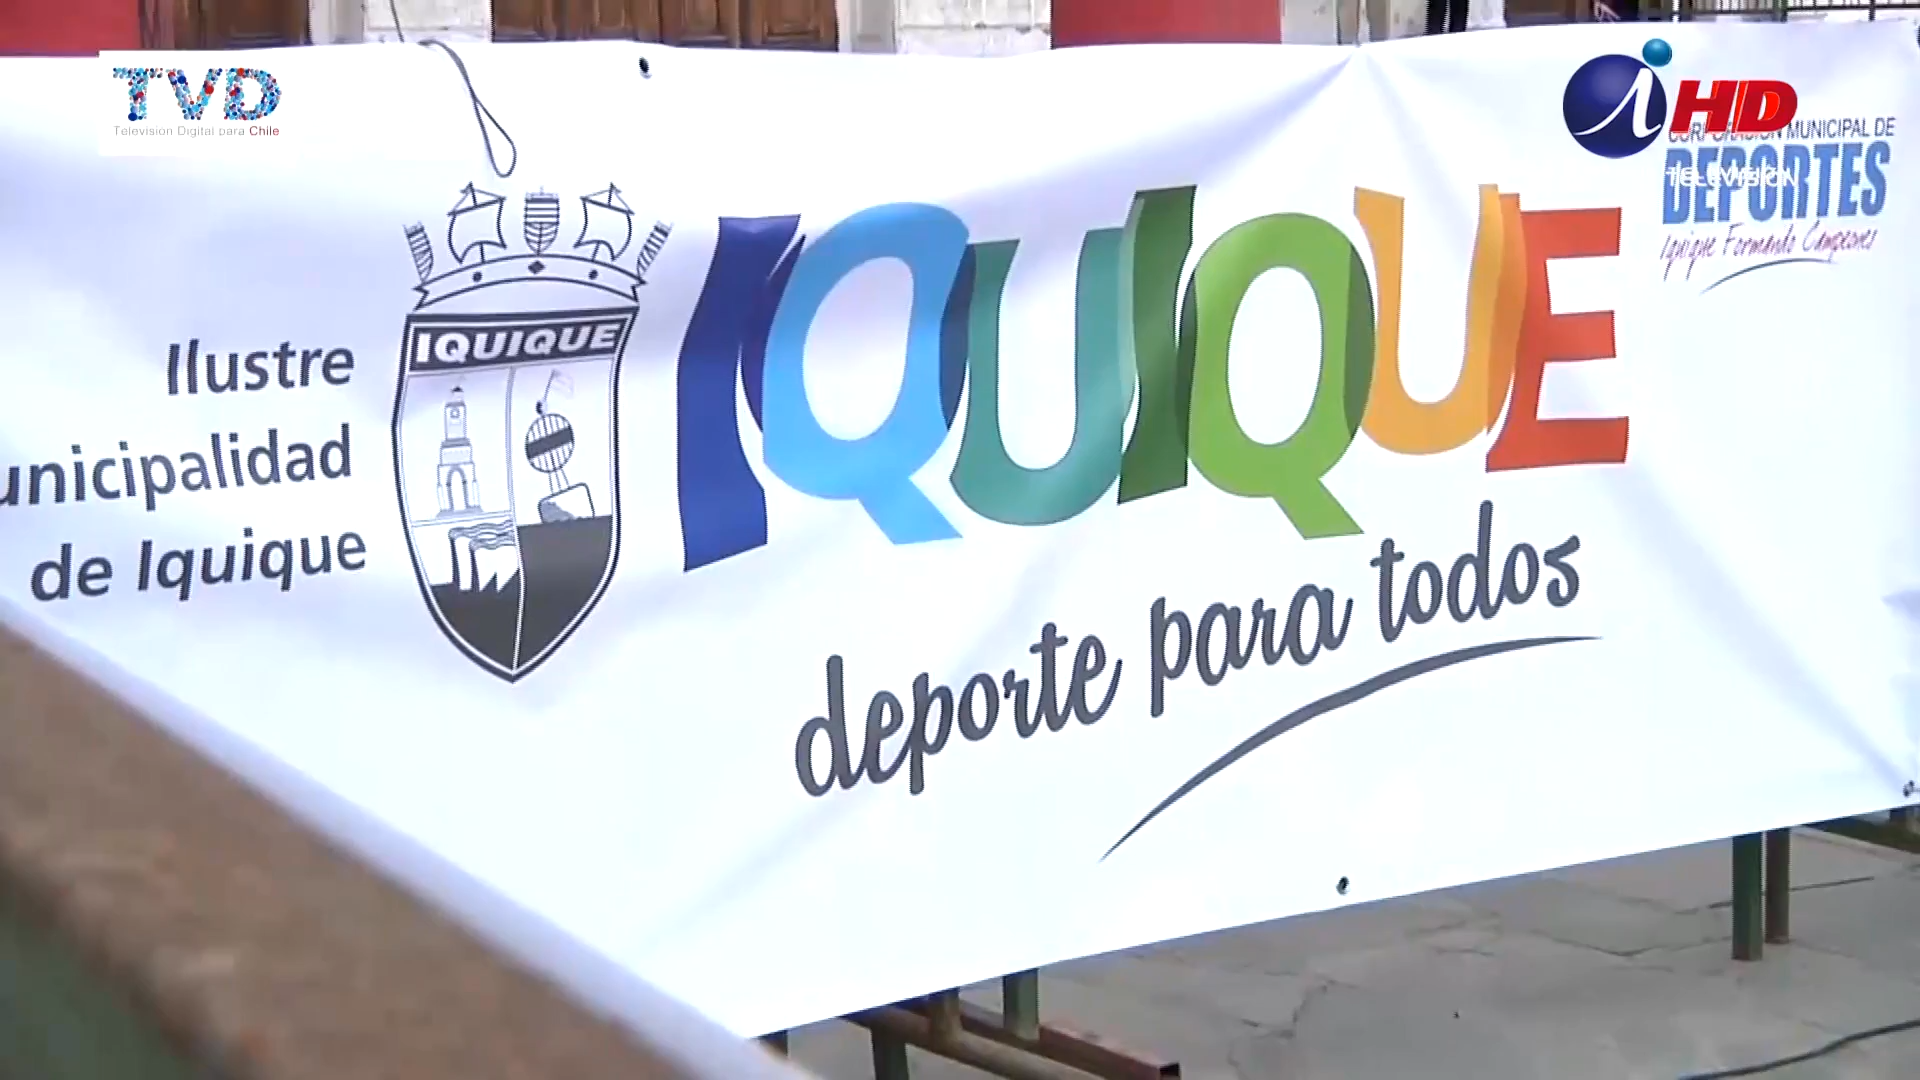 TVD
Television Digital para Chile
i HD
TELEVISIÓN
CORPORACIÓN MUNICIPAL DE
DEPORTES
Iquique Formando Campeones
Ilustre
unicipalidad
de Iquique
IQUIQUE
IQUIQUE
deporte para todos